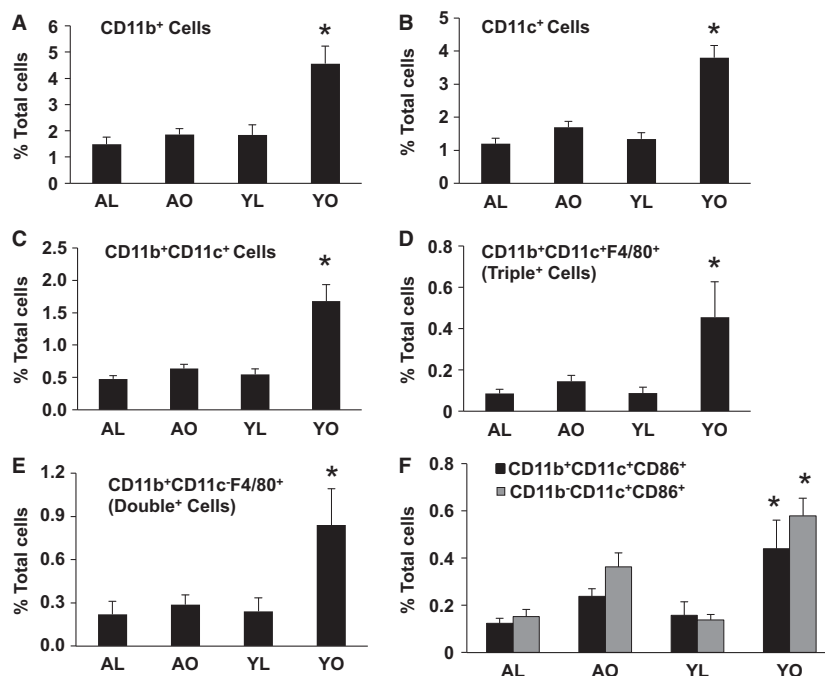 A
CD11b⁺ Cells
% Total cells
6
5
4
3
2
1
0
*
AL AO YL YO
B
CD11c⁺ Cells
% Total cells
5
4
3
2
1
0
*
AL AO YL YO
C
CD11b⁺CD11c⁺ Cells
% Total cells
2.5
2.0
1.5
1.0
0.5
0.0
*
AL AO YL YO
D
CD11b⁺CD11c⁺F4/80⁺
(Triple⁺ Cells)
% Total cells
0.8
0.6
0.4
0.2
0
*
AL AO YL YO
E
CD11b⁺CD11c⁻F4/80⁺
(Double⁺ Cells)
% Total cells
1.2
0.9
0.6
0.3
0.0
*
AL AO YL YO
F
CD11b⁺CD11c⁺CD86⁺
CD11b⁻CD11c⁺CD86⁺
% Total cells
0.8
0.6
0.4
0.2
0
* *
AL AO YL YO